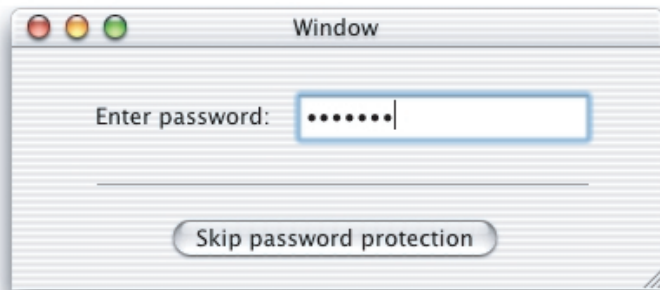 Window
Enter password: •••••••
Skip password protection